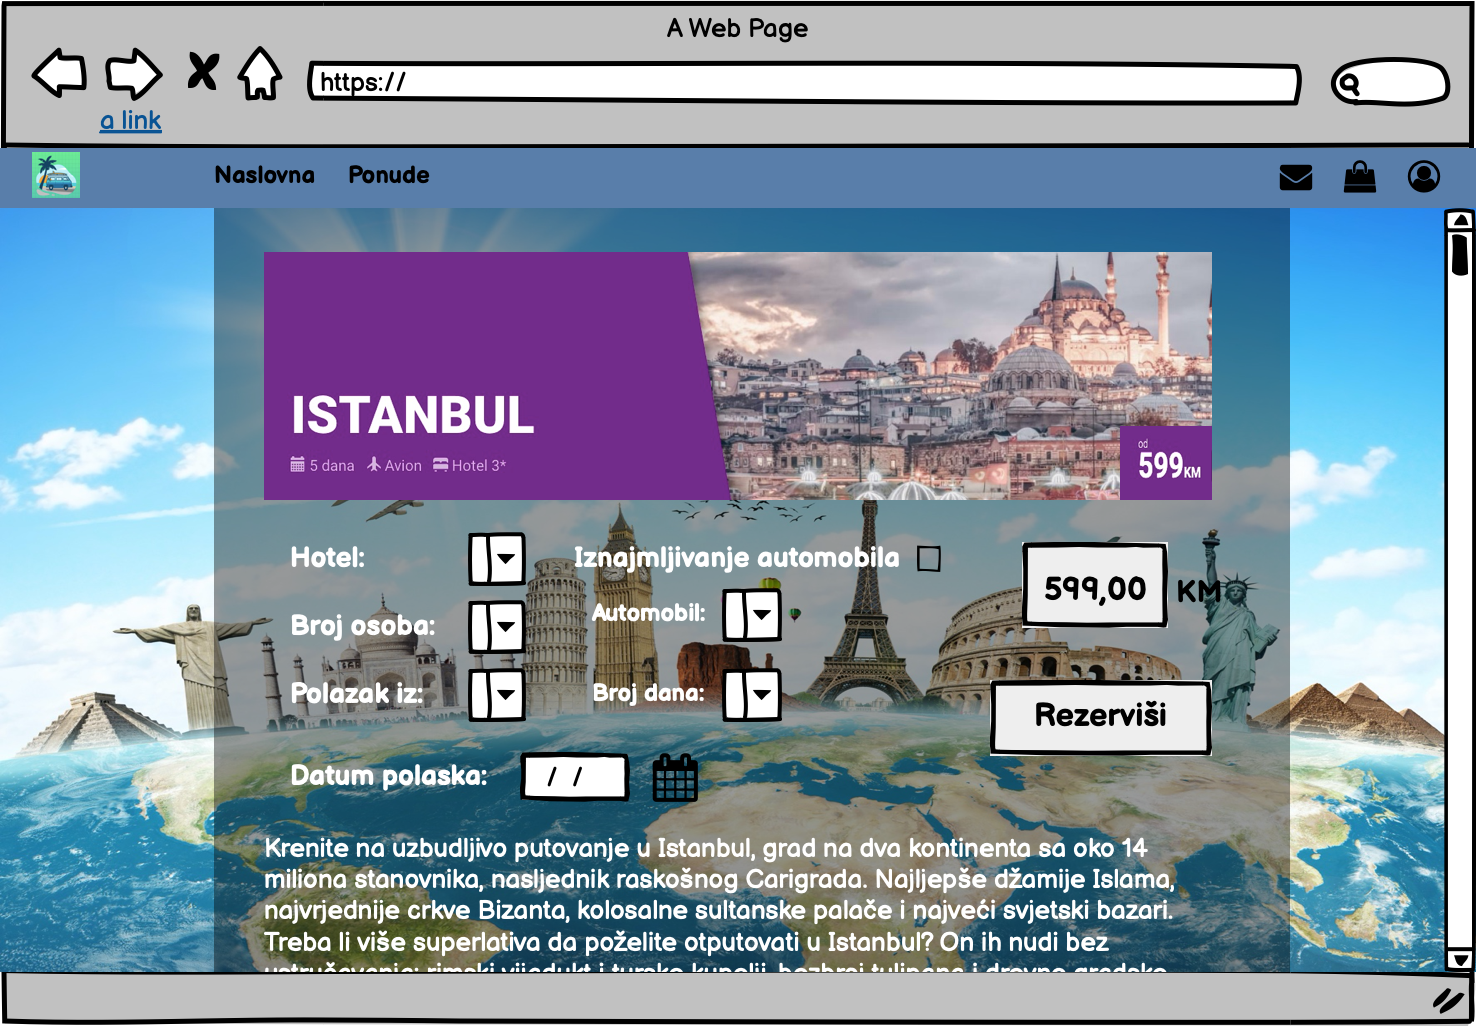 A Web Page
https://
a link
Naslovna Ponude
ISTANBUL
5 dana Avion Hotel 3*
od
599KM
Hotel:
Iznajmljivanje automobila
599,00 KM
Automobil:
Broj osoba:
Polazak iz:
Broj dana:
Rezerviši
Datum polaska:
/ /
Krenite na uzbudljivo putovanje u Istanbul, grad na dva kontinenta sa oko 14
miliona stanovnika, nasljednik raskošnog Carigrada. Najljepše džamije Islama,
najvrjednije crkve Bizanta, kolosalne sultanske palače i najveći svjetski bazari.
Treba li više superlativa da poželite otputovati u Istanbul? On ih nudi bez